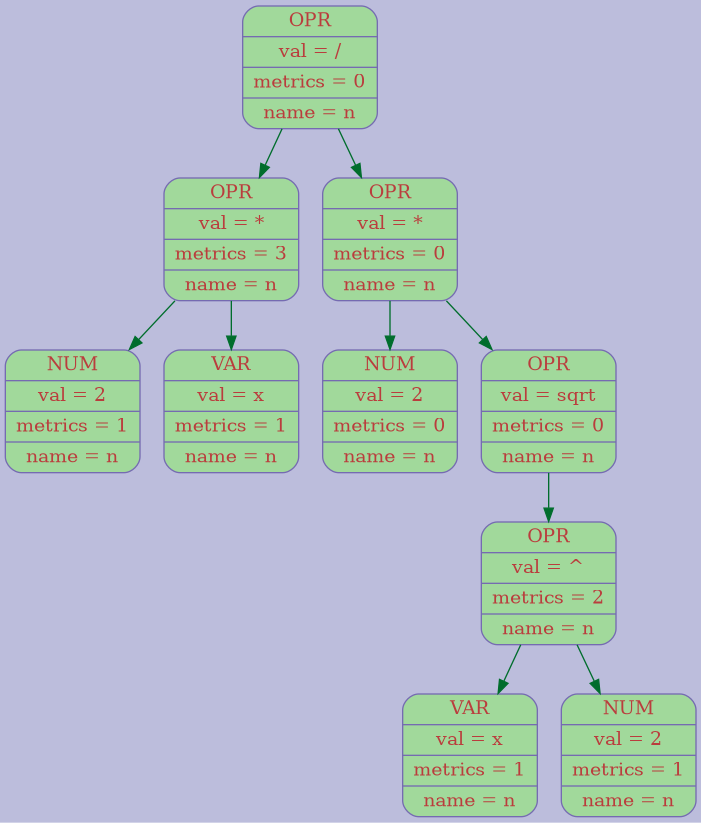 OPR
val = /
metrics = 0
name = n
OPR
val = *
metrics = 3
name = n
OPR
val = *
metrics = 0
name = n
NUM
val = 2
metrics = 1
name = n
VAR
val = x
metrics = 1
name = n
NUM
val = 2
metrics = 0
name = n
OPR
val = sqrt
metrics = 0
name = n
OPR
val = ^
metrics = 2
name = n
VAR
val = x
metrics = 1
name = n
NUM
val = 2
metrics = 1
name = n